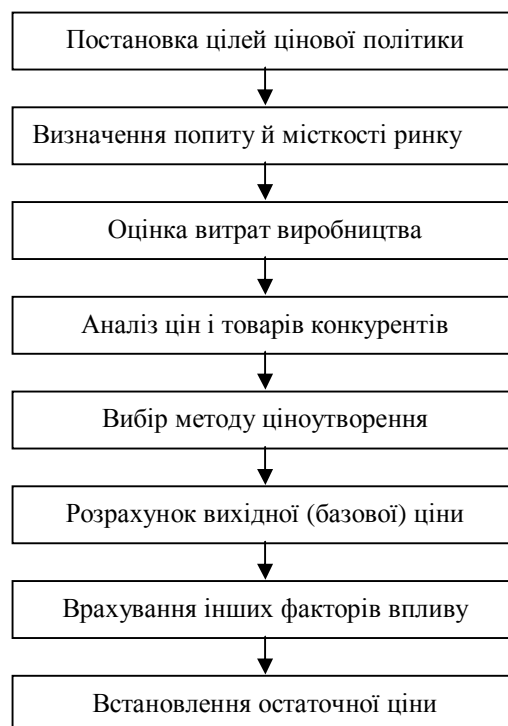 Постановка цілей цінової політики
Визначення попиту й місткості ринку
Оцінка витрат виробництва
Аналіз цін і товарів конкурентів
Вибір методу ціноутворення
Розрахунок вихідної (базової) ціни
Врахування інших факторів впливу
Встановлення остаточної ціни